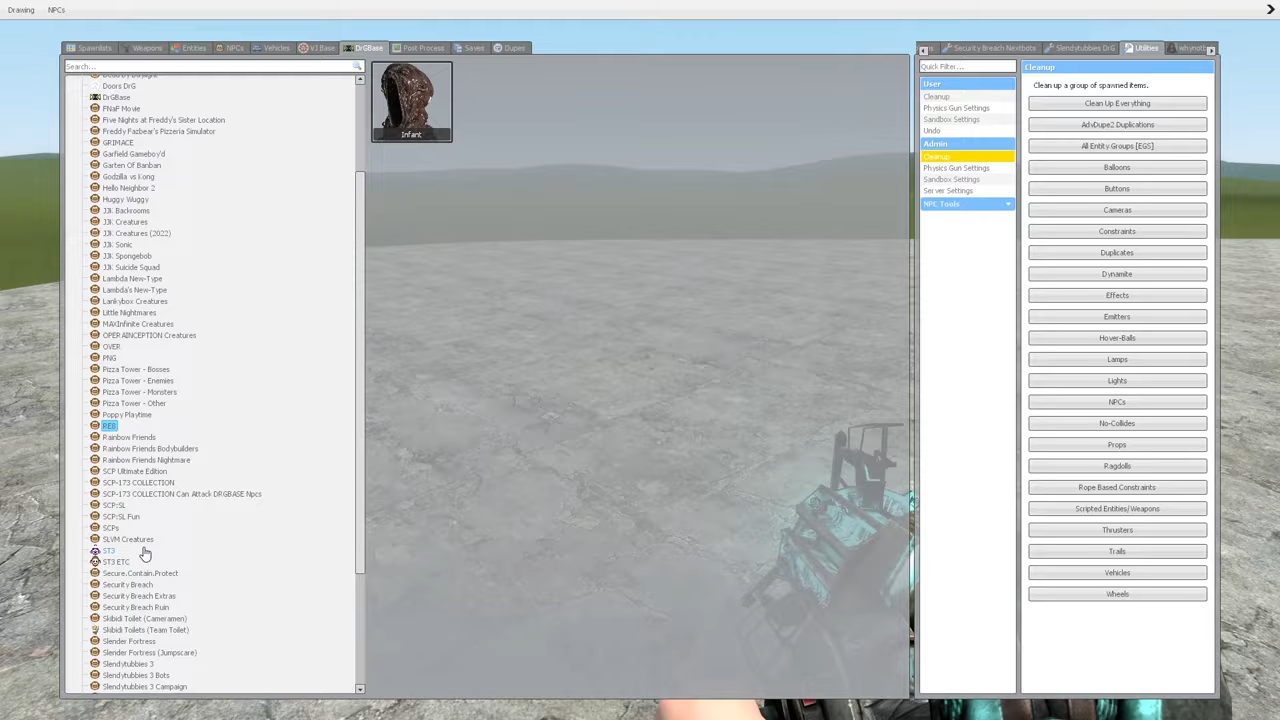 Drawing NPCs
Spawnlists Weapons Entities NPCs Vehicles VJ Base DrGBase Post Process Saves Dupes
Search...
Doors DrG
DrGBase
FNaF Movie
Five Nights at Freddy's Sister Location
Freddy Fazbear's Pizzeria Simulator
GRIMACE
Garfield Gameboy'd
Garten Of Banban
Godzilla vs Kong
Hello Neighbor 2
Huggy Wuggy
JJk Backrooms
JJk Creatures
JJk Creatures (2022)
JJk Sonic
JJk Spongebob
JJk Suicide Squad
Lambda New-Type
Lambda's New-Type
Lankybox Creatures
Little Nightmares
MAXInfinite Creatures
OPERAINCEPTION Creatures
OVER
PNG
Pizza Tower - Bosses
Pizza Tower - Enemies
Pizza Tower - Monsters
Pizza Tower - Other
Poppy Playtime
RE8
Rainbow Friends
Rainbow Friends Bodybuilders
Rainbow Friends Nightmare
SCP Ultimate Edition
SCP-173 COLLECTION
SCP-173 COLLECTION Can Attack DRGBASE Npcs
SCP:SL
SCP:SL Fun
SCPs
SLVM Creatures
ST3
ST3 ETC
Secure.Contain.Protect
Security Breach
Security Breach Extras
Security Breach Ruin
Skibidi Toilet (Cameramen)
Skibidi Toilets (Team Toilet)
Slender Fortress
Slender Fortress (Jumpscare)
Slendytubbies 3
Slendytubbies 3 Bots
Slendytubbies 3 Campaign
Infant
Security Breach Nextbots Slendytubbies DrG Utilities
Quick Filter...
User
Cleanup
Physics Gun Settings
Sandbox Settings
Undo
Admin
Cleanup
Physics Gun Settings
Sandbox Settings
Server Settings
NPC Tools
Cleanup
Clean up a group of spawned items.
Clean Up Everything
AdvDupe2 Duplications
All Entity Groups [EGS]
Balloons
Buttons
Cameras
Constraints
Duplicates
Dynamite
Effects
Emitters
Hover-Balls
Lamps
Lights
NPCs
No-Collides
Props
Ragdolls
Rope Based Constraints
Scripted Entities/Weapons
Thrusters
Trails
Vehicles
Wheels